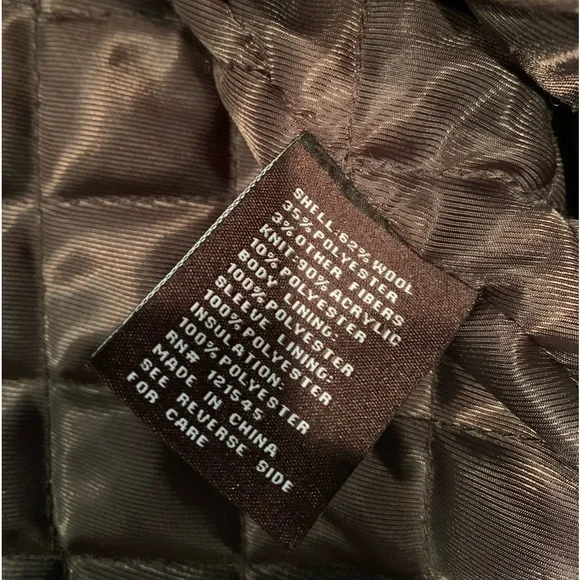 SHELL:62% WOOL
35% POLYESTER
3% OTHER FIBERS
KNIT:90% ACRYLIC
10% POLYESTER
BODY LINING:
100% POLYESTER
SLEEVE LINING:
100% POLYESTER
INSULATION:
100% POLYESTER
RN# 121545
MADE IN CHINA
SEE REVERSE SIDE
FOR CARE